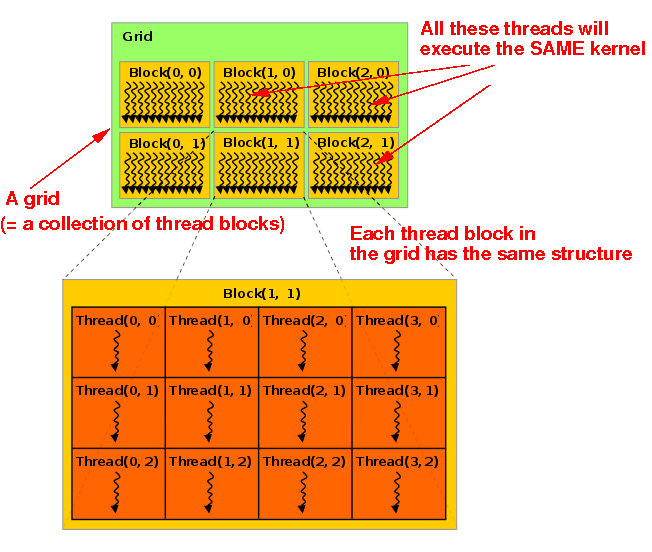 Grid
All these threads will
execute the SAME kernel
Block(0, 0) Block(1, 0) Block(2, 0)
Block(0, 1) Block(1, 1) Block(2, 1)
A grid
(= a collection of thread blocks)
Each thread block in
the grid has the same structure
Block(1, 1)
Thread(0, 0) Thread(1, 0) Thread(2, 0) Thread(3, 0)
Thread(0, 1) Thread(1, 1) Thread(2, 1) Thread(3, 1)
Thread(0, 2) Thread(1, 2) Thread(2, 2) Thread(3, 2)